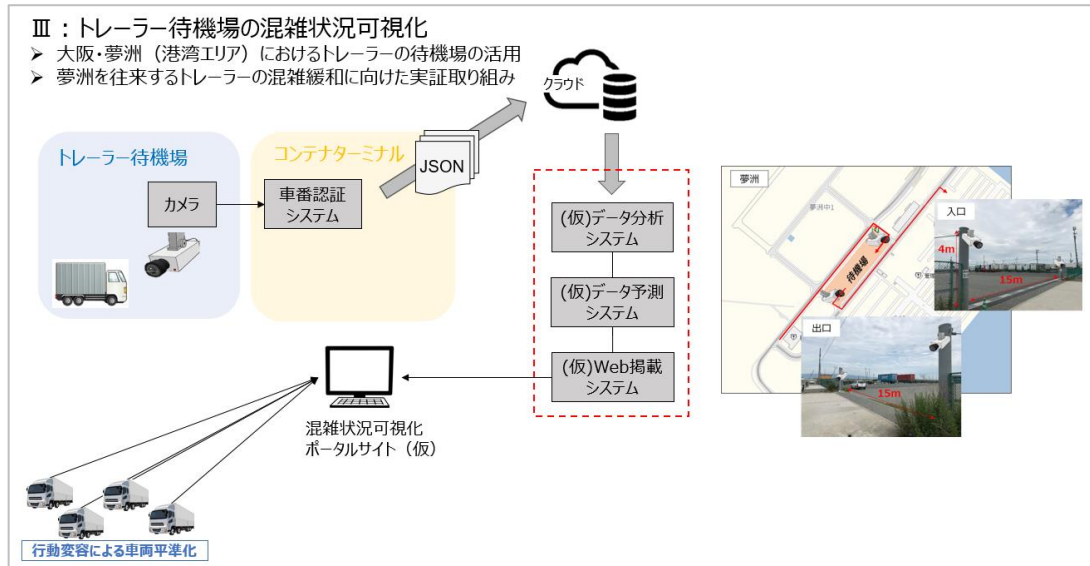 Ⅲ：トレーラー待機場の混雑状況可視化
➢ 大阪・夢洲（港湾エリア）におけるトレーラーの待機場の活用
➢ 夢洲を往来するトレーラーの混雑緩和に向けた実証取り組み
クラウド
トレーラー待機場
コンテナターミナル
JSON
カメラ
車番認証
システム
(仮)データ分析
システム
(仮)データ予測
システム
(仮)Web掲載
システム
混雑状況可視化
ポータルサイト（仮）
行動変容による車両平準化
夢洲
夢洲中1
待機場
入口
4m
15m
出口
15m